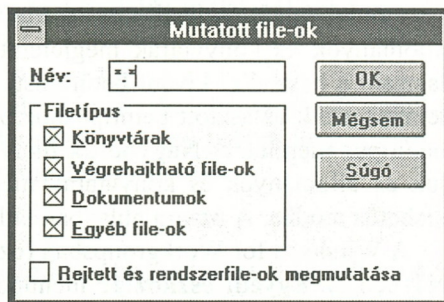 Mutatott file-ok
Név: *.*
OK
Filetípus
Mégsem
Könyvtárak
Végrehajtható file-ok
Súgó
Dokumentumok
Egyéb file-ok
Rejtett és rendszerfile-ok megmutatása